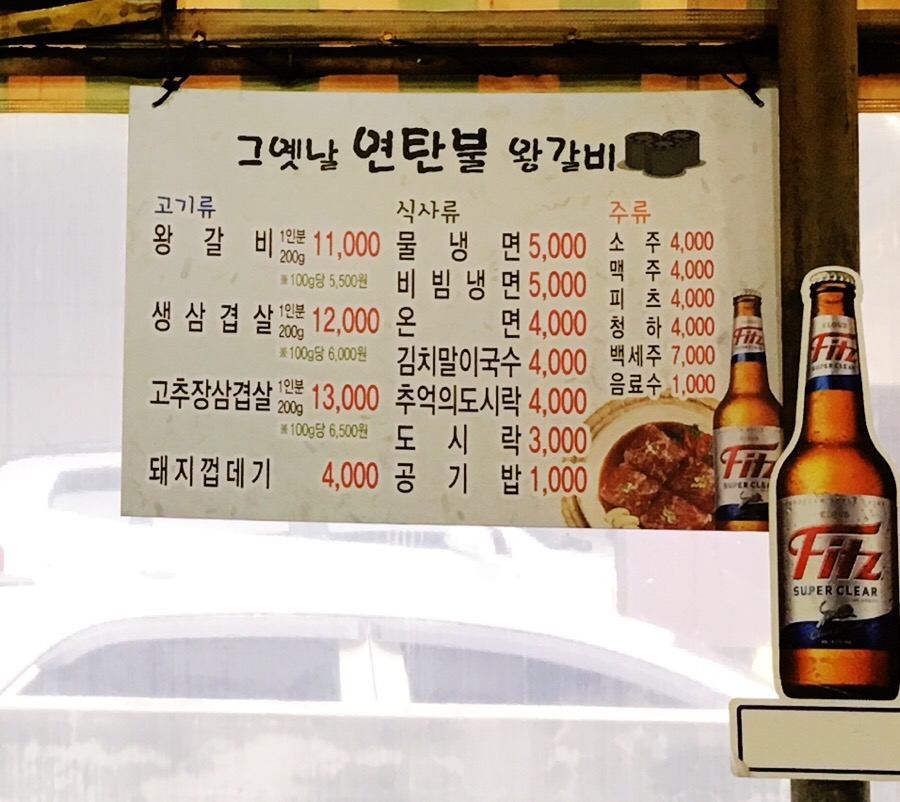 그옛날 연탄불 왕갈비
고기류
왕갈비 1인분 200g 11,000
※100g당 5,500원
생삼겹살 1인분 200g 12,000
※100g당 6,000원
고추장삼겹살 1인분 200g 13,000
※100g당 6,500원
돼지껍데기 4,000
식사류
물냉면 5,000
비빔냉면 5,000
온면 4,000
김치말이국수 4,000
추억의도시락 4,000
도시락 3,000
공기밥 1,000
주류
소주 4,000
맥주 4,000
피츠 4,000
청하 4,000
백세주 7,000
음료수 1,000
Fitz
Fitz
SUPER CLEAR
KLOUD
Fitz
SUPER CLEAR
KLOUD
Fitz
SUPER CLEAR